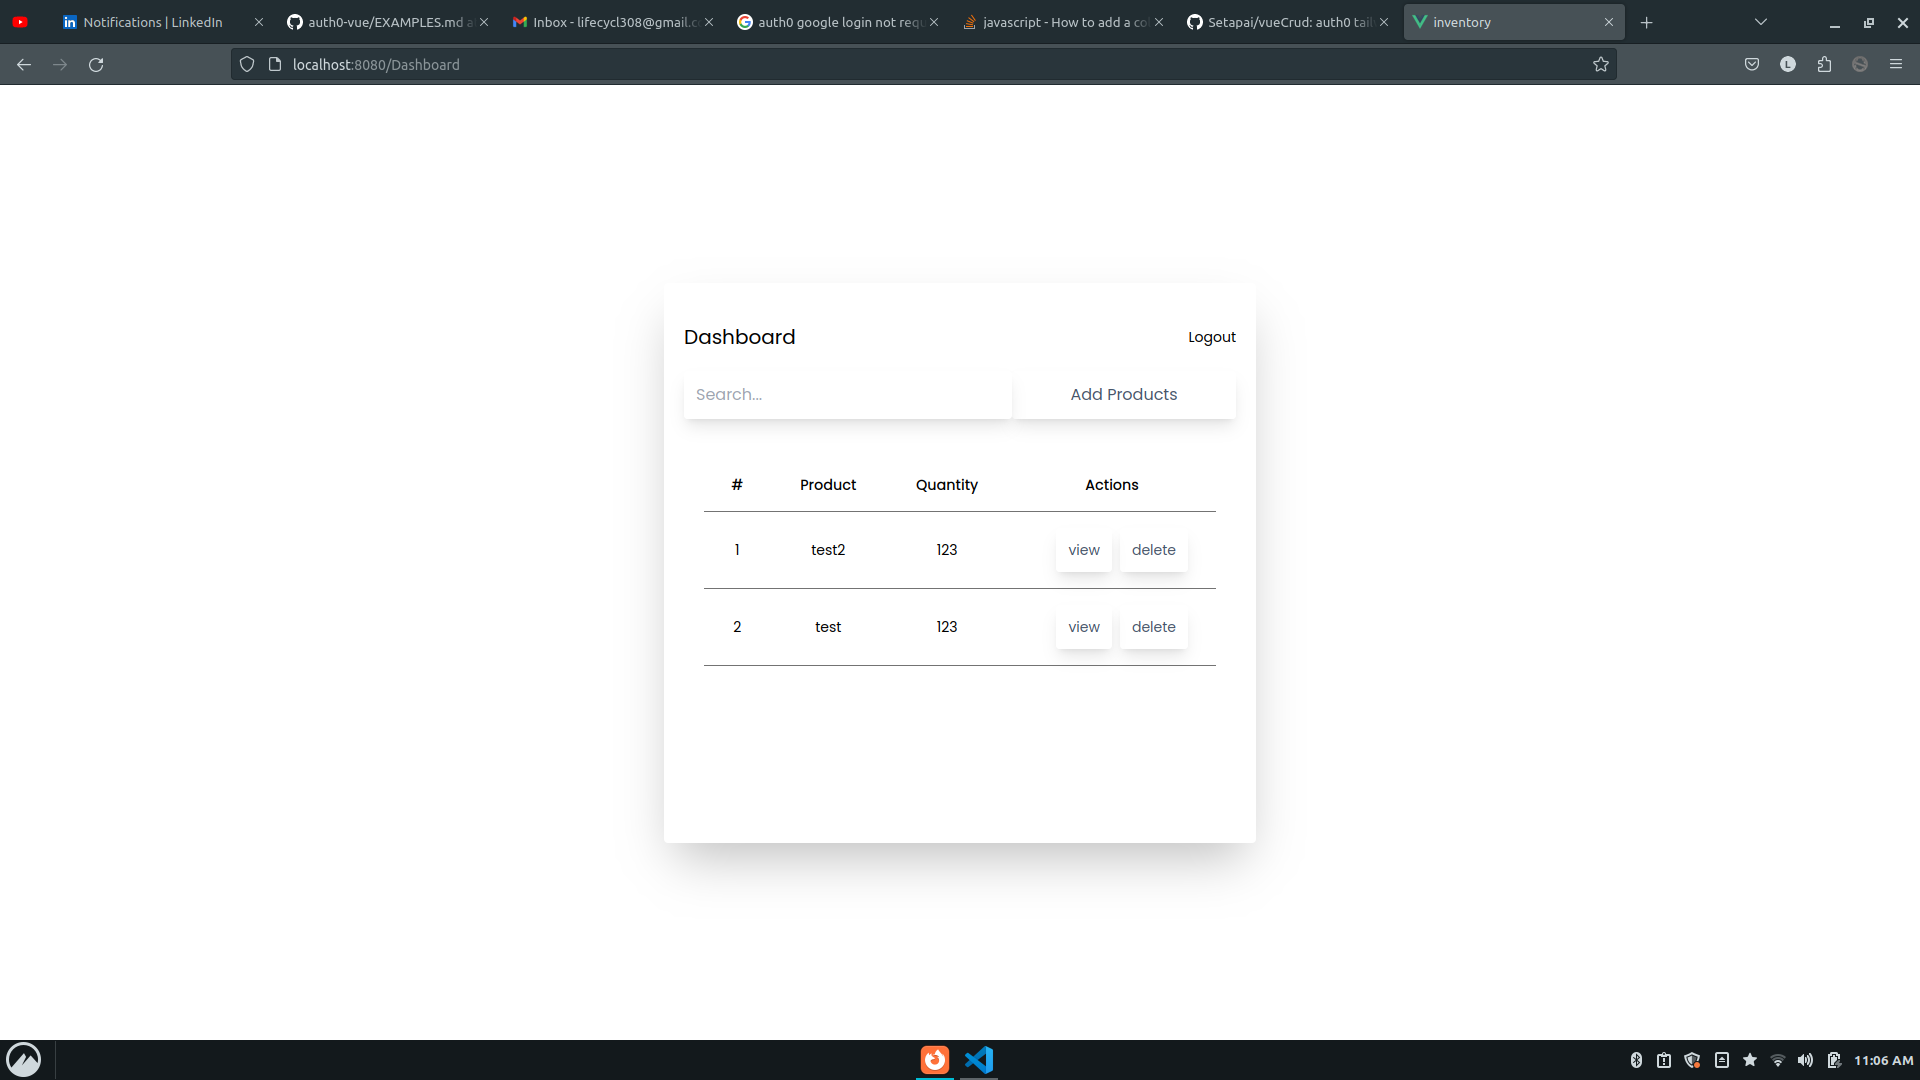 Notifications | LinkedIn
auth0-vue/EXAMPLES.md a
Inbox - lifecycl308@gmail.c
auth0 google login not requ
javascript - How to add a co
Setapai/vueCrud: auth0 tail
inventory
localhost:8080/Dashboard
L
Dashboard
Logout
Search...
Add Products
# Product Quantity Actions
1 test2 123 view delete
2 test 123 view delete
11:06 AM